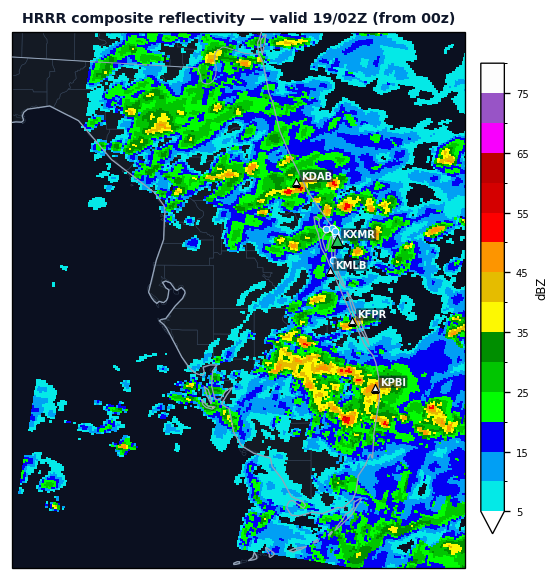 HRRR composite reflectivity — valid 19/02Z (from 00z)
KDAB
KXMR
KMLB
KFPR
KPBI
75
65
55
45
35
25
15
5
dBZ